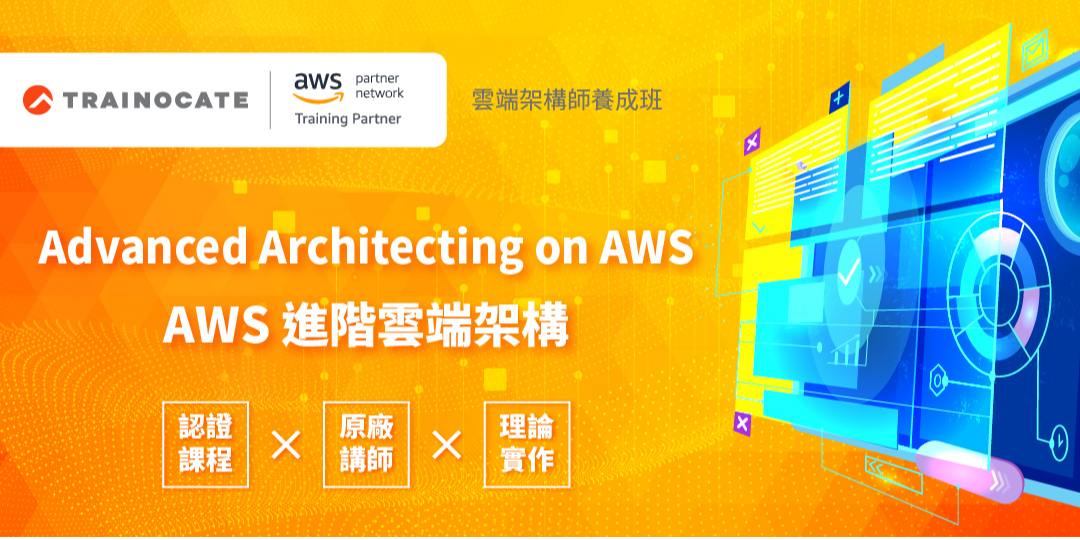 TRAINOCATE
aws partner network
Training Partner
雲端架構師養成班
Advanced Architecting on AWS
AWS 進階雲端架構
認證
課程
×
原廠
講師
×
理論
實作